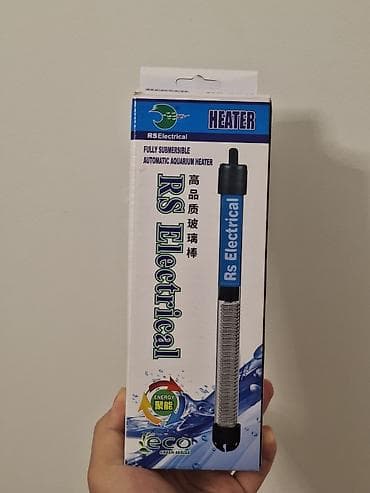 HEATER
RS Electrical
FULLY SUBMERSIBLE
AUTOMATIC AQUARIUM HEATER
高品质玻璃棒
RS Electrical
Rs Electrical
ENERGY
聚能
eco